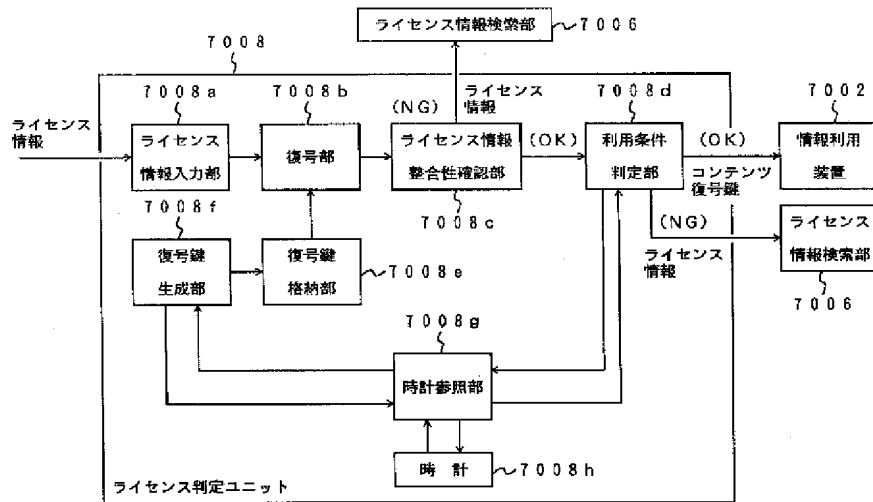 ライセンス情報検索部
7006
7008
7008a
7008b
(NG)
ライセンス
情報
7008d
7002
ライセンス
情報
ライセンス
情報入力部
復号部
ライセンス情報
整合性確認部
(OK)
利用条件
判定部
(OK)
コンテンツ
復号鍵
情報利用
装置
7008f
7008c
(NG)
ライセンス
情報
ライセンス
情報検索部
7006
復号鍵
生成部
復号鍵
格納部
7008e
7008g
時計参照部
時計
7008h
ライセンス判定ユニット